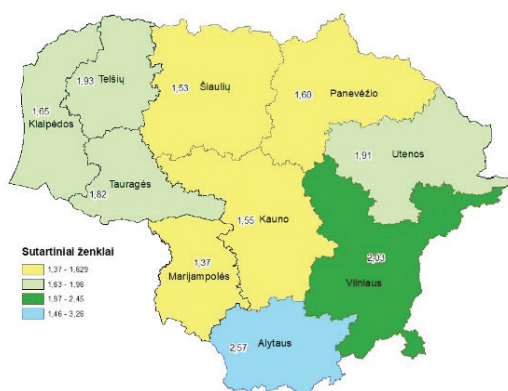 1,93
Telšių
1,53
Šiaulių
1,60
Panevėžio
1,65
Klaipėdos
1,91
Utenos
Tauragės
1,82
1,55
Kauno
Sutartiniai ženklai
1,37 - 1,629
1,63 - 1,96
1,97 - 2,45
1,46 - 3,26
1,37
Marijampolės
2,03
Vilniaus
2,57
Alytaus